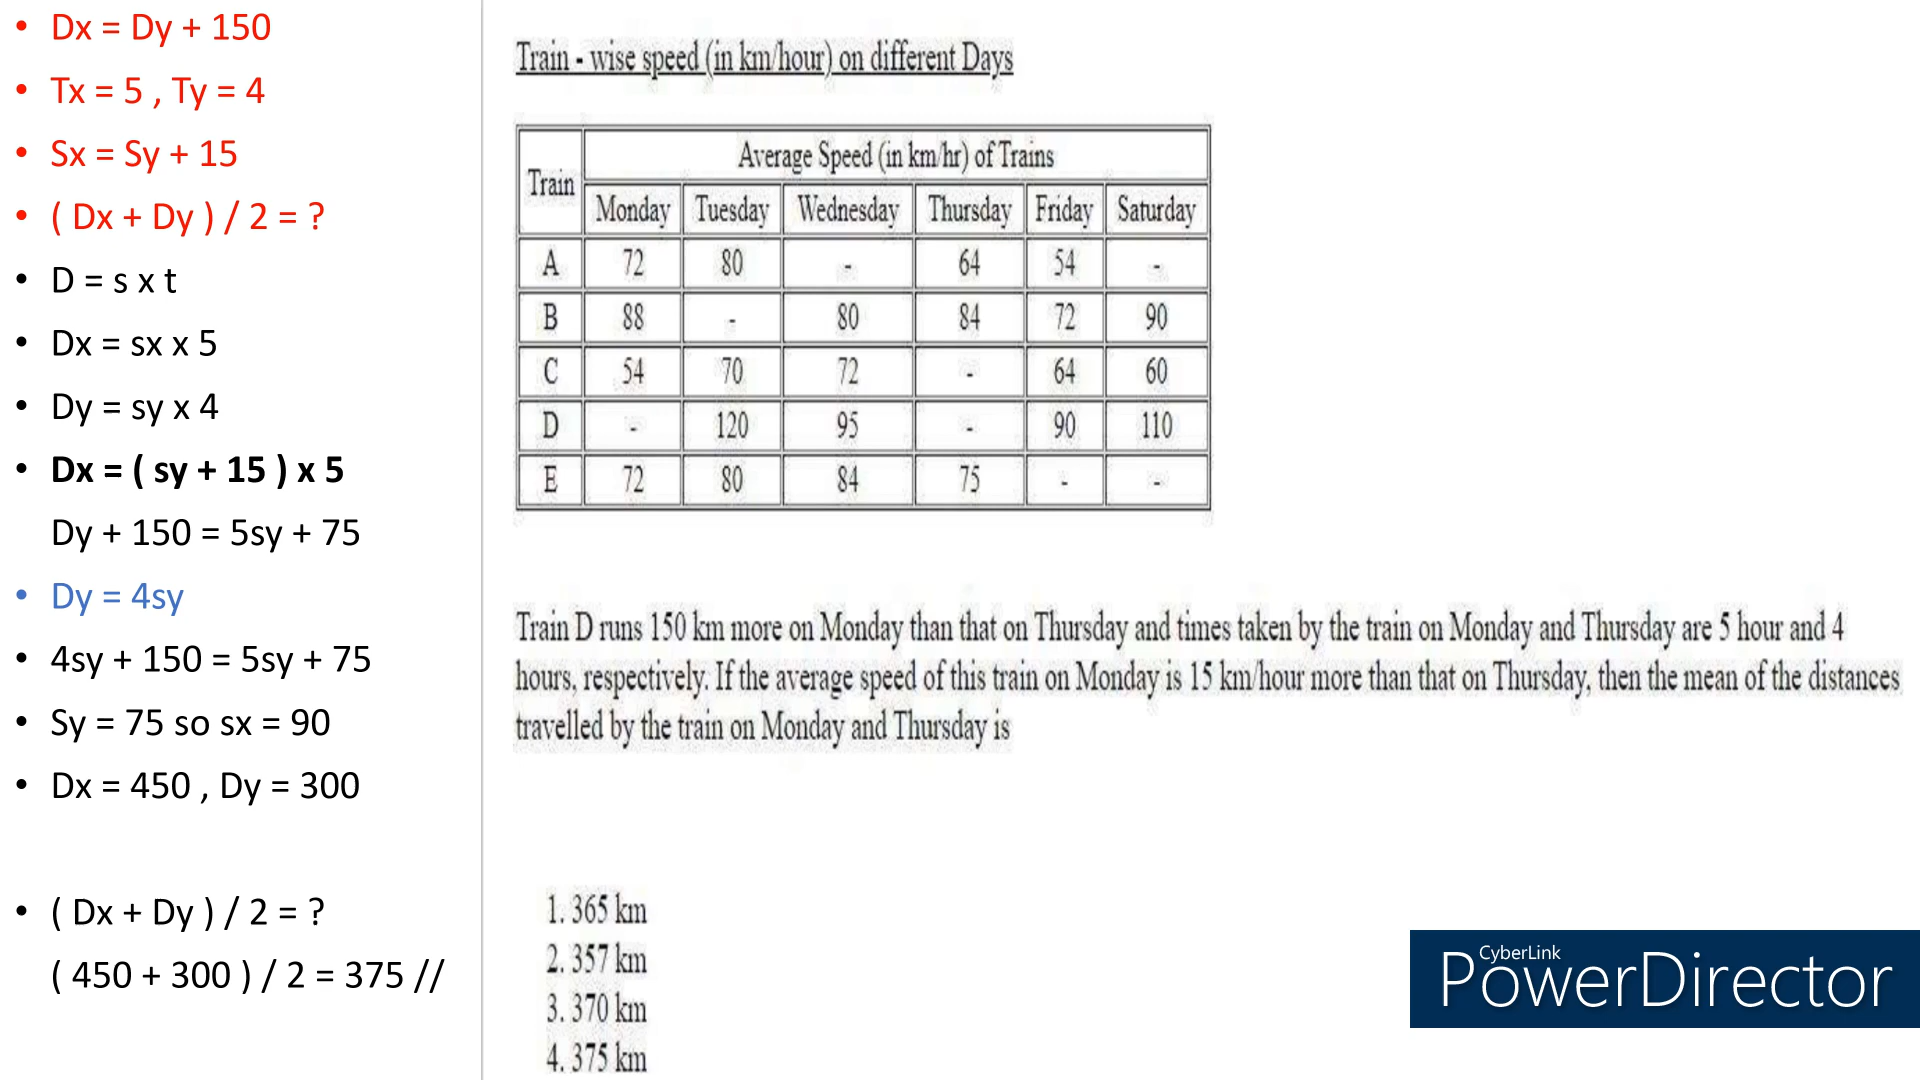 • Dx = Dy + 150
• Tx = 5 , Ty = 4
• Sx = Sy + 15
• ( Dx + Dy ) / 2 = ?
• D = s x t
• Dx = sx x 5
• Dy = sy x 4
• Dx = ( sy + 15 ) x 5
Dy + 150 = 5sy + 75
• Dy = 4sy
• 4sy + 150 = 5sy + 75
• Sy = 75 so sx = 90
• Dx = 450 , Dy = 300
• ( Dx + Dy ) / 2 = ?
( 450 + 300 ) / 2 = 375 //
Train - wise speed (in km/hour) on different Days
Train
Average Speed (in km/hr) of Trains
Monday Tuesday Wednesday Thursday Friday Saturday
A 72 80 - 64 54 -
B 88 - 80 84 72 90
C 54 70 72 - 64 60
D - 120 95 - 90 110
E 72 80 84 75 - -
Train D runs 150 km more on Monday than that on Thursday and times taken by the train on Monday and Thursday are 5 hour and 4
hours, respectively. If the average speed of this train on Monday is 15 km/hour more than that on Thursday, then the mean of the distances
travelled by the train on Monday and Thursday is
1. 365 km
2. 357 km
3. 370 km
4. 375 km
CyberLink
PowerDirector